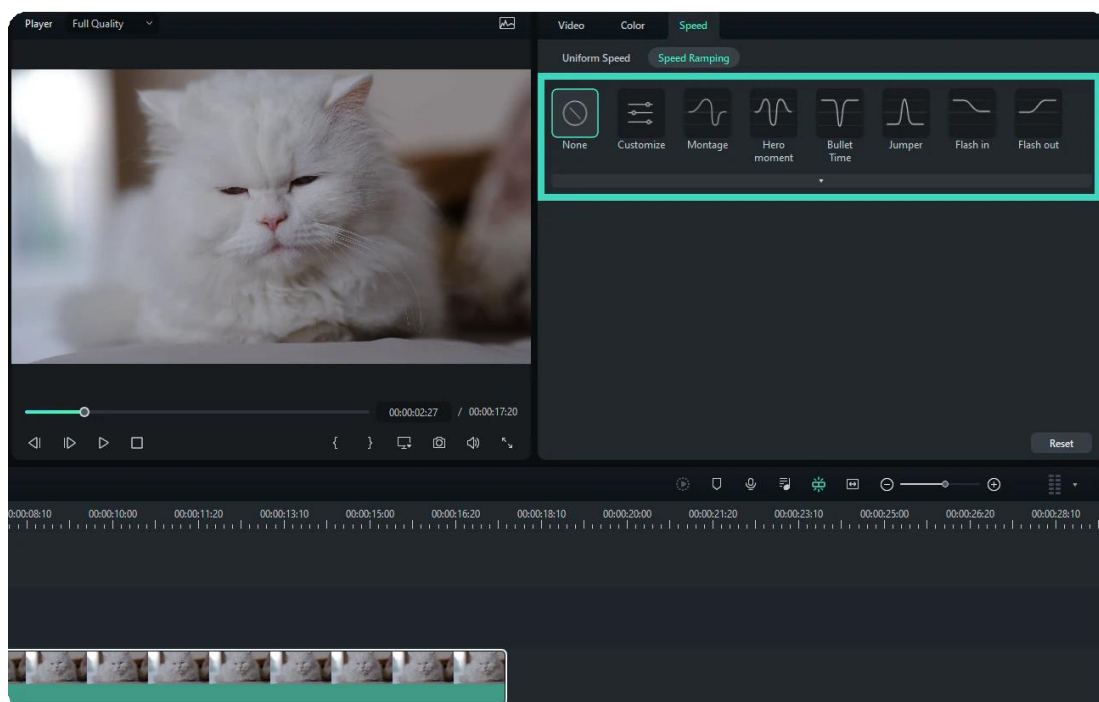 Player Full Quality
Video Color Speed
Uniform Speed Speed Ramping
None Customize Montage Hero moment Bullet Time Jumper Flash in Flash out
00:00:02:27 / 00:00:17:20
Reset
0:00:08:10 00:00:10:00 00:00:11:20 00:00:13:10 00:00:15:00 00:00:16:20 00:00:18:10 00:00:20:00 00:00:21:20 00:00:23:10 00:00:25:00 00:00:26:20 00:00:28:10